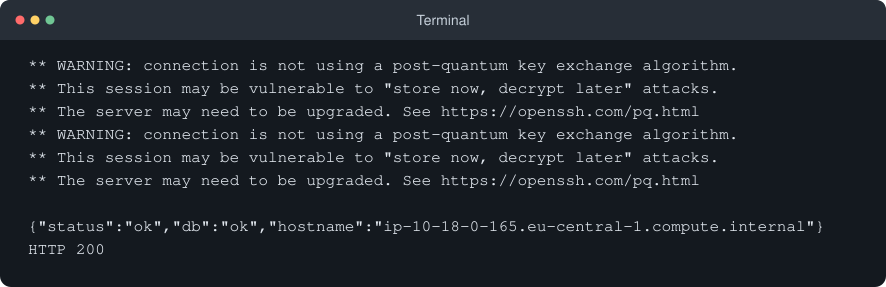 Terminal
** WARNING: connection is not using a post-quantum key exchange algorithm.
** This session may be vulnerable to "store now, decrypt later" attacks.
** The server may need to be upgraded. See https://openssh.com/pq.html
** WARNING: connection is not using a post-quantum key exchange algorithm.
** This session may be vulnerable to "store now, decrypt later" attacks.
** The server may need to be upgraded. See https://openssh.com/pq.html
{"status":"ok","db":"ok","hostname":"ip-10-18-0-165.eu-central-1.compute.internal"}
HTTP 200